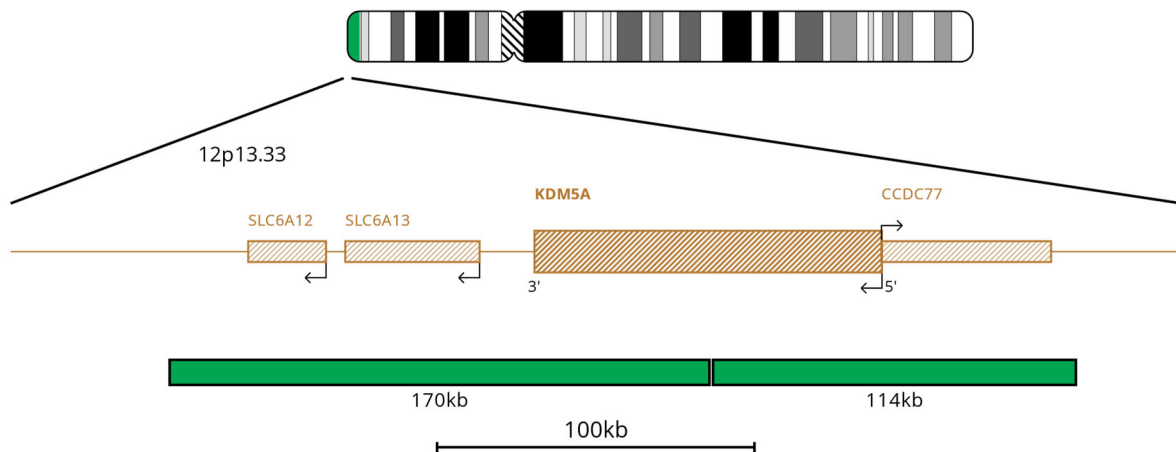 12p13.33
KDM5A
CCDC77
SLC6A12
SLC6A13
3'
5'
170kb
114kb
100kb